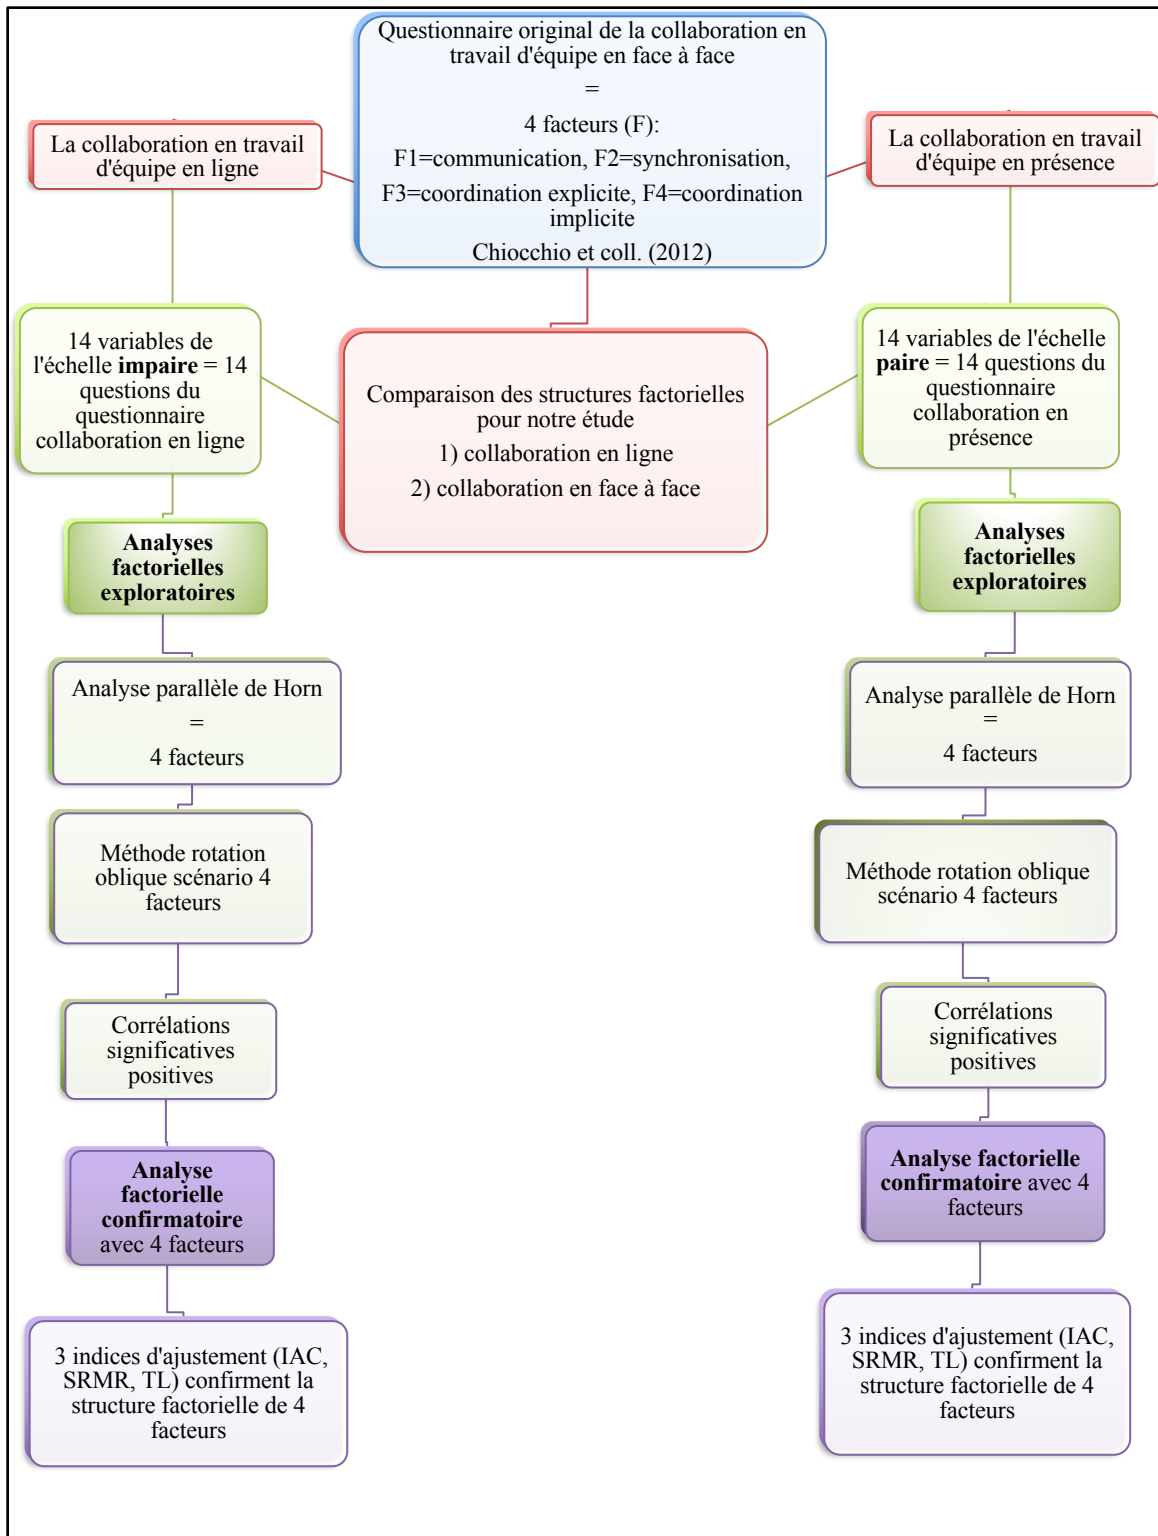 Questionnaire original de la collaboration en
travail d'équipe en face à face
=
4 facteurs (F):
F1=communication, F2=synchronisation,
F3=coordination explicite, F4=coordination
implicite
Chiocchio et coll. (2012)
La collaboration en travail
d'équipe en ligne
La collaboration en travail
d'équipe en présence
14 variables de
l'échelle impaire = 14
questions du
questionnaire
collaboration en ligne
Comparaison des structures factorielles
pour notre étude
1) collaboration en ligne
2) collaboration en face à face
14 variables de l'échelle
paire = 14 questions du
questionnaire
collaboration en
présence
Analyses
factorielles
exploratoires
Analyse parallèle de Horn
=
4 facteurs
Méthode rotation
oblique scénario 4
facteurs
Corrélations
significatives
positives
Analyse
factorielle
confirmatoire
avec 4 facteurs
3 indices d'ajustement (IAC,
SRMR, TL) confirment la
structure factorielle de 4
facteurs
Analyses
factorielles
exploratoires
Analyse parallèle de Horn
=
4 facteurs
Méthode rotation oblique
scénario 4 facteurs
Corrélations
significatives
positives
Analyse factorielle
confirmatoire avec 4
facteurs
3 indices d'ajustement (IAC,
SRMR, TL) confirment la
structure factorielle de 4
facteurs